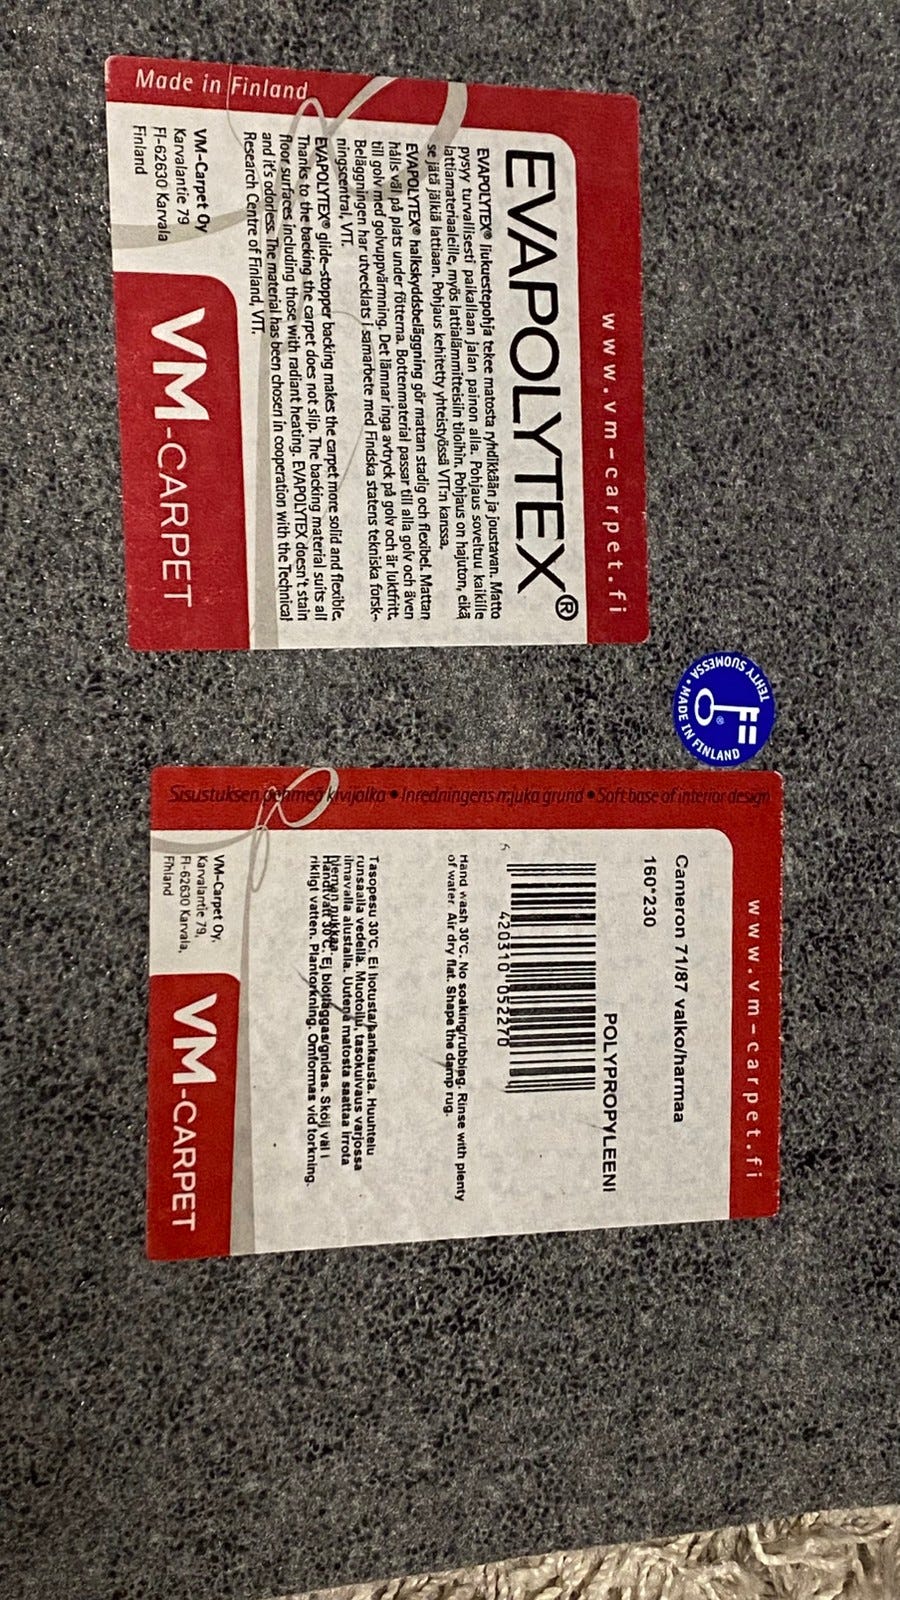 www.vm-carpet.fi
EVAPOLYTEX®
EVAPOLYTEX® liukuestepohja tekee matosta ryhdikkään ja joustavan. Matto
pysyy turvallisesti paikallaan jalan painon alla. Pohjaus soveltuu kaikille
lattiamateriaaleille, myös lattialämmitteisiin tiloihin. Pohjaus on hajuton, eikä
se jätä jälkiä lattiaan. Pohjaus kehitetty yhteistyössä VTT:n kanssa.
EVAPOLYTEX® halkskyddsbeläggning gör mattan stadig och flexibel. Mattan
hålls väl på plats under fötterna. Bottenmaterial passar till alla golv och även
till golv med golvuppvärmning. Det lämnar inga avtryck på golv och är luktfritt.
Beläggningen har utvecklats i samarbete med Findska statens tekniska forsk-
ningscentral, VTT.
EVAPOLYTEX® glide-stopper backing makes the carpet more solid and flexible.
Thanks to the backing the carpet does not slip. The backing material suits all
floor surfaces including those with radiant heating. EVAPOLYTEX doesn't stain
and it's odorless. The material has been chosen in cooperation with the Technical
Research Centre of Finland, VTT.
Made in Finland
VM-Carpet Oy
Karvalantie 79
FI-62630 Karvala
Finland
VM-CARPET
TEHTY SUOMESSA • MADE IN FINLAND
®
www.vm-carpet.fi
Cameron 71/87 valko/harmaa
160*230
POLYPROPYLEENI
6 420310 052270
Hand wash 30'C. No soaking/rubbing. Rinse with plenty
of water. Air dry flat. Shape the damp rug.
Tasopesu 30'C. Ei liotusta/hankausta. Huuhtelu
runsaalla vedellä. Muotoilu, tasokuivaus varjossa
ilmavalla alustalla. Uutena matosta saattaa irrota
hieman nukkaa.
Handtvätt 30'C. Ej blötläggas/gnidas. Skölj väl i
rikligt vatten. Plantorkning. Omformas vid torkning.
Sisustuksen pehmeä kivijalka • Inredningens mjuka grund • Soft base of interior design
VM-Carpet Oy,
Karvalantie 79,
FI-62630 Karvala,
Finland
VM-CARPET